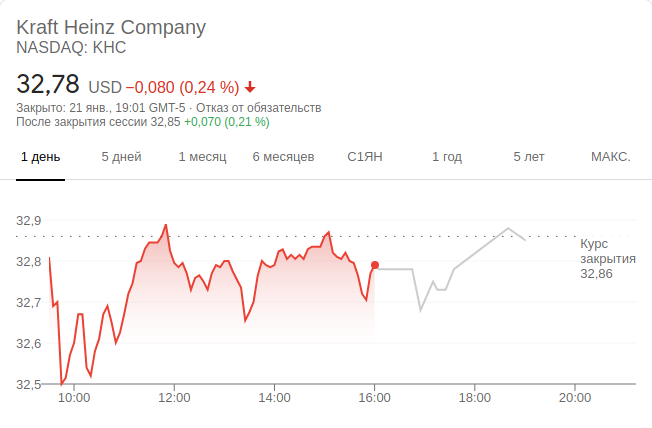 Kraft Heinz Company
NASDAQ: KHC
32,78 USD −0,080 (0,24 %)
Закрыто: 21 янв., 19:01 GMT-5 · Отказ от обязательств
После закрытия сессии 32,85 +0,070 (0,21 %)
1 день 5 дней 1 месяц 6 месяцев С1ЯН 1 год 5 лет МАКС.
32,9
32,8
32,7
32,6
32,5
Курс
закрытия
32,86
10:00 12:00 14:00 16:00 18:00 20:00